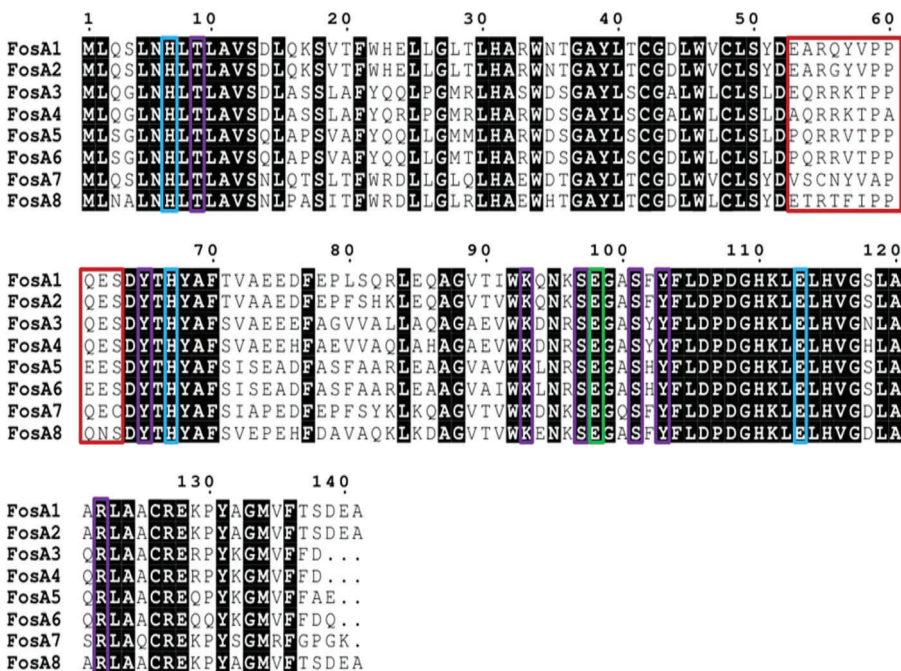 1 10 20 30 40 50 60
FosA1 MLQSLNHLTLAVSDLQKSVTFWHELLGLTLHARWNTGAYLTCGDLWVCLSYDEARQYVPP
FosA2 MLQSLNHLTLAVSDLQKSVTFWHELLGLTLHARWNTGAYLTCGDLWVCLSYDEARGYVPP
FosA3 MLQGLNHLTLAVSDLASSLAFYQQLPGMRLHASWDSGAYLSCGALWLCLSLDEQRRKTPP
FosA4 MLQGLNHLTLAVSDLASSLAFYQRLPGMRLHASWDSGAYLSCGALWLCLSLDAQRRKTPA
FosA5 MLSGLNHLTLAVSQLAPSVAFYQQLLGMMLHARWDSGAYLSCGDLWLCLSLDPQRRVTPP
FosA6 MLSGLNHLTLAVSQLAPSVAFYQQLLGMTLHARWDSGAYLSCGDLWLCLSLDPQRRVTPP
FosA7 MLQSLNHLTLAVSNLQTSLTFWRDLLGLQLHAEWDTGAYLTCGDLWVCLSYDVSCNYVAP
FosA8 MLNALNHLTLAVSNLPASITFWRDLLGLRLHAEWHTGAYLTCGDLWLCLSYDETRTFIPP
70 80 90 100 110 120
FosA1 QESDYTHYAFTVAEEDFEPLSQRLEQAGVTIWKQNKSEGASFYFLDPDGHKLELHVGSLA
FosA2 QESDYTHYAFTVAAEDFEPFSHKLEQAGVTIWKQNKSEGASFYFLDPDGHKLELHVGSLA
FosA3 QESDYTHYAFSVAEEEFAGVVALLAQAGAEVWKDNRSEGASYYFLDPDGHKLELHVGNLA
FosA4 QESDYTHYAFSVAEEHFAEVVAQLAHAGAEVWKDNRSEGASYYFLDPDGHKLELHVGHLA
FosA5 EESDYTHYAFSISEADFASFAARLEAAGVAVWKLNRSEGASHYFLDPDGHKLELHVGSLA
FosA6 EESDYTHYAFSISEADFASFAARLEAAGVAIWKLNRSEGASHYFLDPDGHKLELHVGSLA
FosA7 QECDYTHYAFSIAPEDFEPFSYKLKQAGVTVWKDNKSEGQSFYFLDPDGHKLELHVGDLA
FosA8 QNSDYTHYAFSVEPEHFDAVAQKLKDAGVTVWKENKSEGASFYFLDPDGHKLELHVGDLA
130 140
FosA1 ARLAACREKPYAGMVFTSDEA
FosA2 ARLAACREKPYAGMVFTSDEA
FosA3 QRLAACRERPYKGMVFFD...
FosA4 QRLAACRERPYKGMVFFD...
FosA5 QRLAACREQPYKGMVFFAE..
FosA6 QRLAACREQQYKGMVFFDQ..
FosA7 SRLAQCREKPYSGMRFGPGK.
FosA8 ARLAACREKPYAGMVFTSDEA